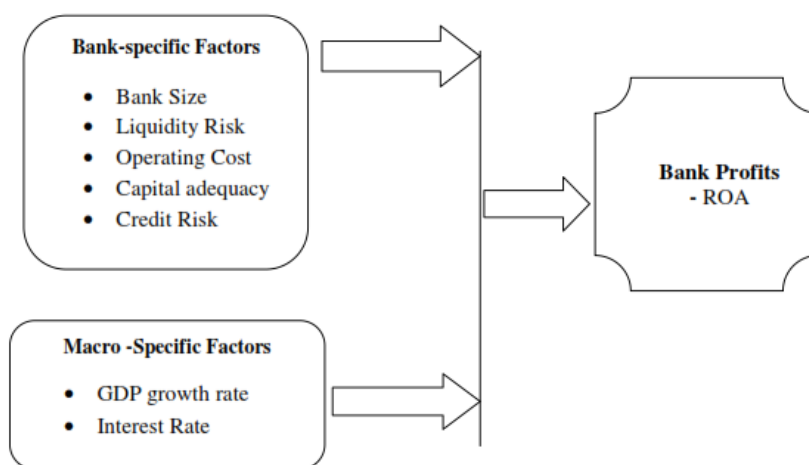 Bank-specific Factors
• Bank Size
• Liquidity Risk
• Operating Cost
• Capital adequacy
• Credit Risk
Bank Profits
- ROA
Macro -Specific Factors
• GDP growth rate
• Interest Rate